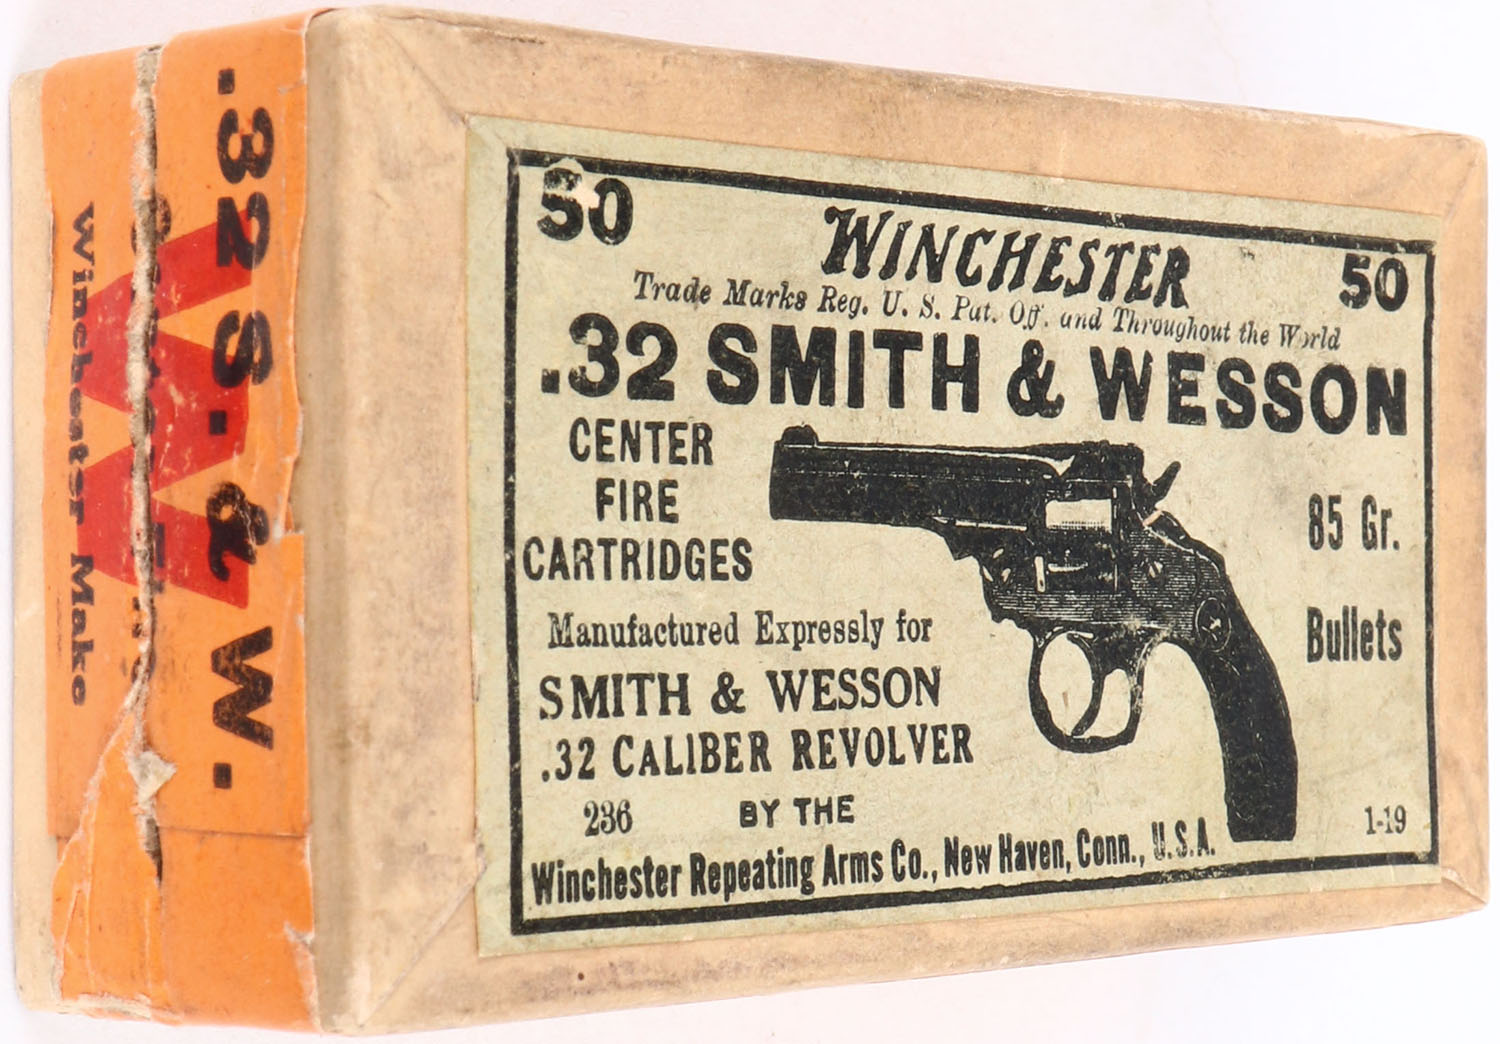 50
WINCHESTER
50
Trade Marks Reg. U. S. Pat. Off. and Throughout the World
.32 SMITH & WESSON
CENTER
FIRE
CARTRIDGES
85 Gr.
Bullets
Manufactured Expressly for
SMITH & WESSON
.32 CALIBER REVOLVER
236
BY THE
1-19
Winchester Repeating Arms Co., New Haven, Conn., U.S.A.
.32 S. & W.
W
Winchester Make